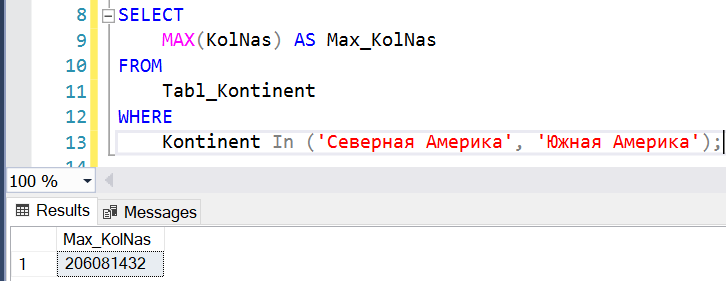 8 SELECT
9 MAX(KolNas) AS Max_KolNas
10 FROM
11 Tabl_Kontinent
12 WHERE
13 Kontinent In ('Северная Америка', 'Южная Америка');
14
100 %
Results Messages
Max_KolNas
1 206081432